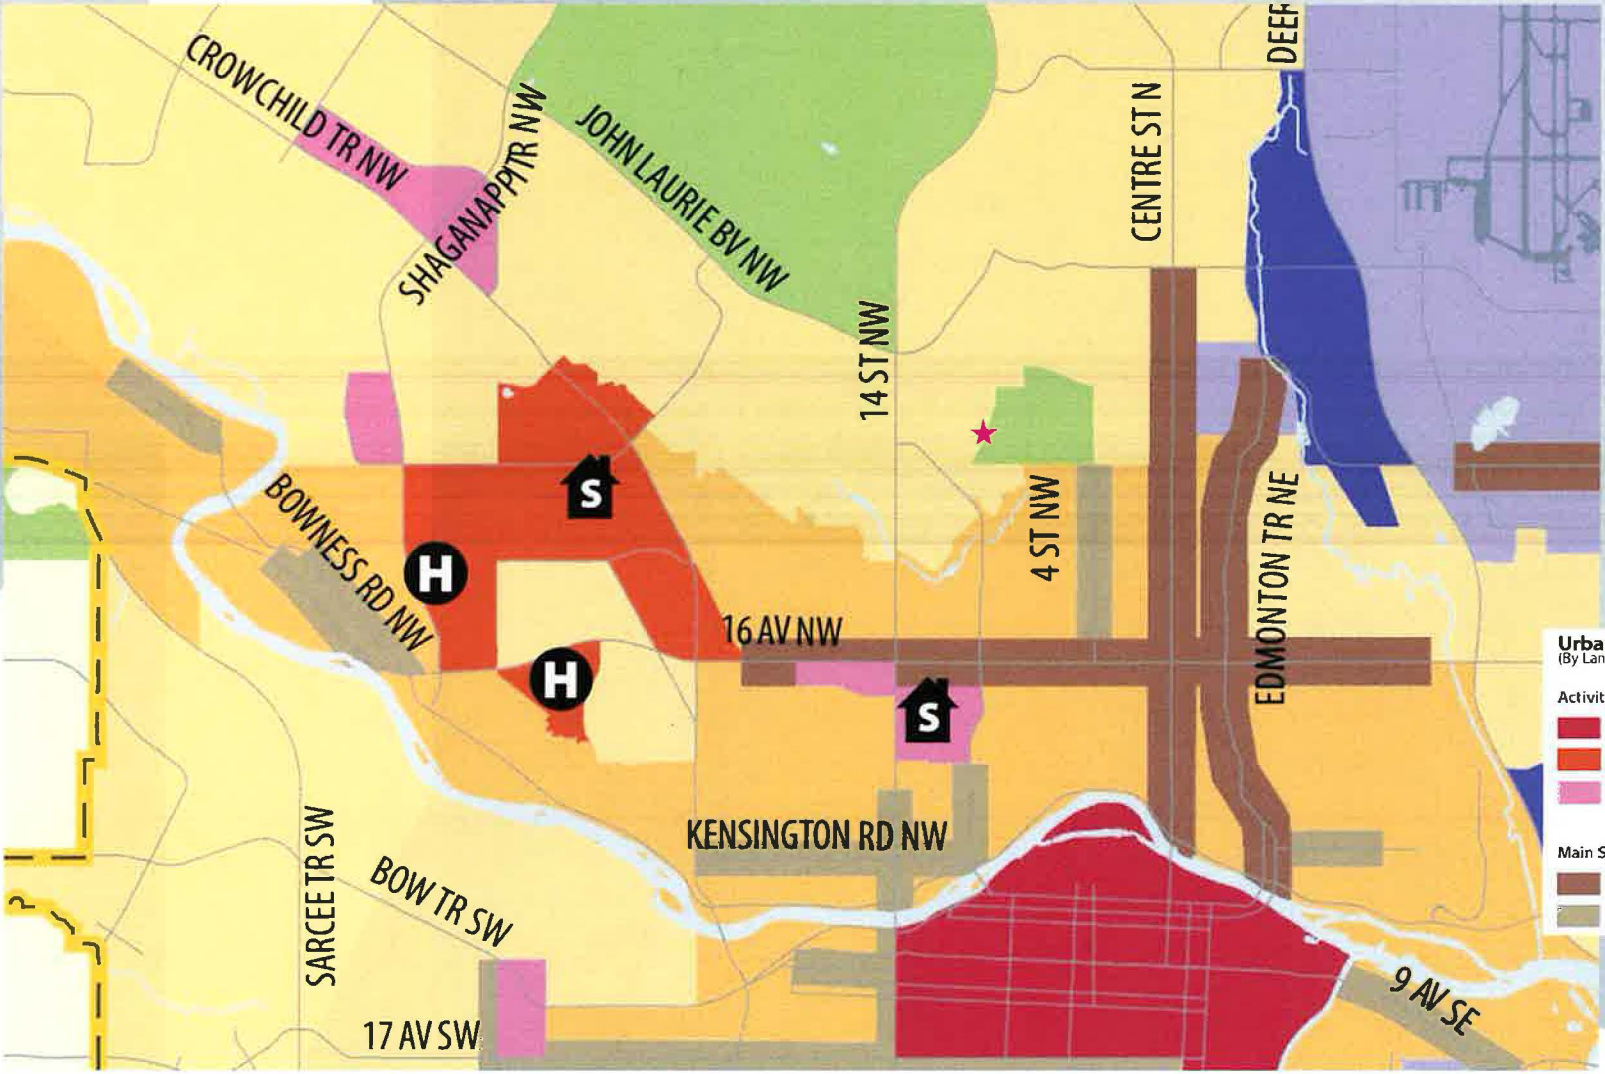 DEER
CROWCHILD TR NW
SHAGANAPPI TR NW
JOHN LAURIE BV NW
CENTRE ST N
14 ST NW
S
BOWNESS RD NW
4 ST NW
EDMONTON TR NE
H
16 AV NW
H
S
Urba
(By Lan
Activit
Main S
KENSINGTON RD NW
SARCEE TR SW
BOW TR SW
9 AV SE
17 AV SW